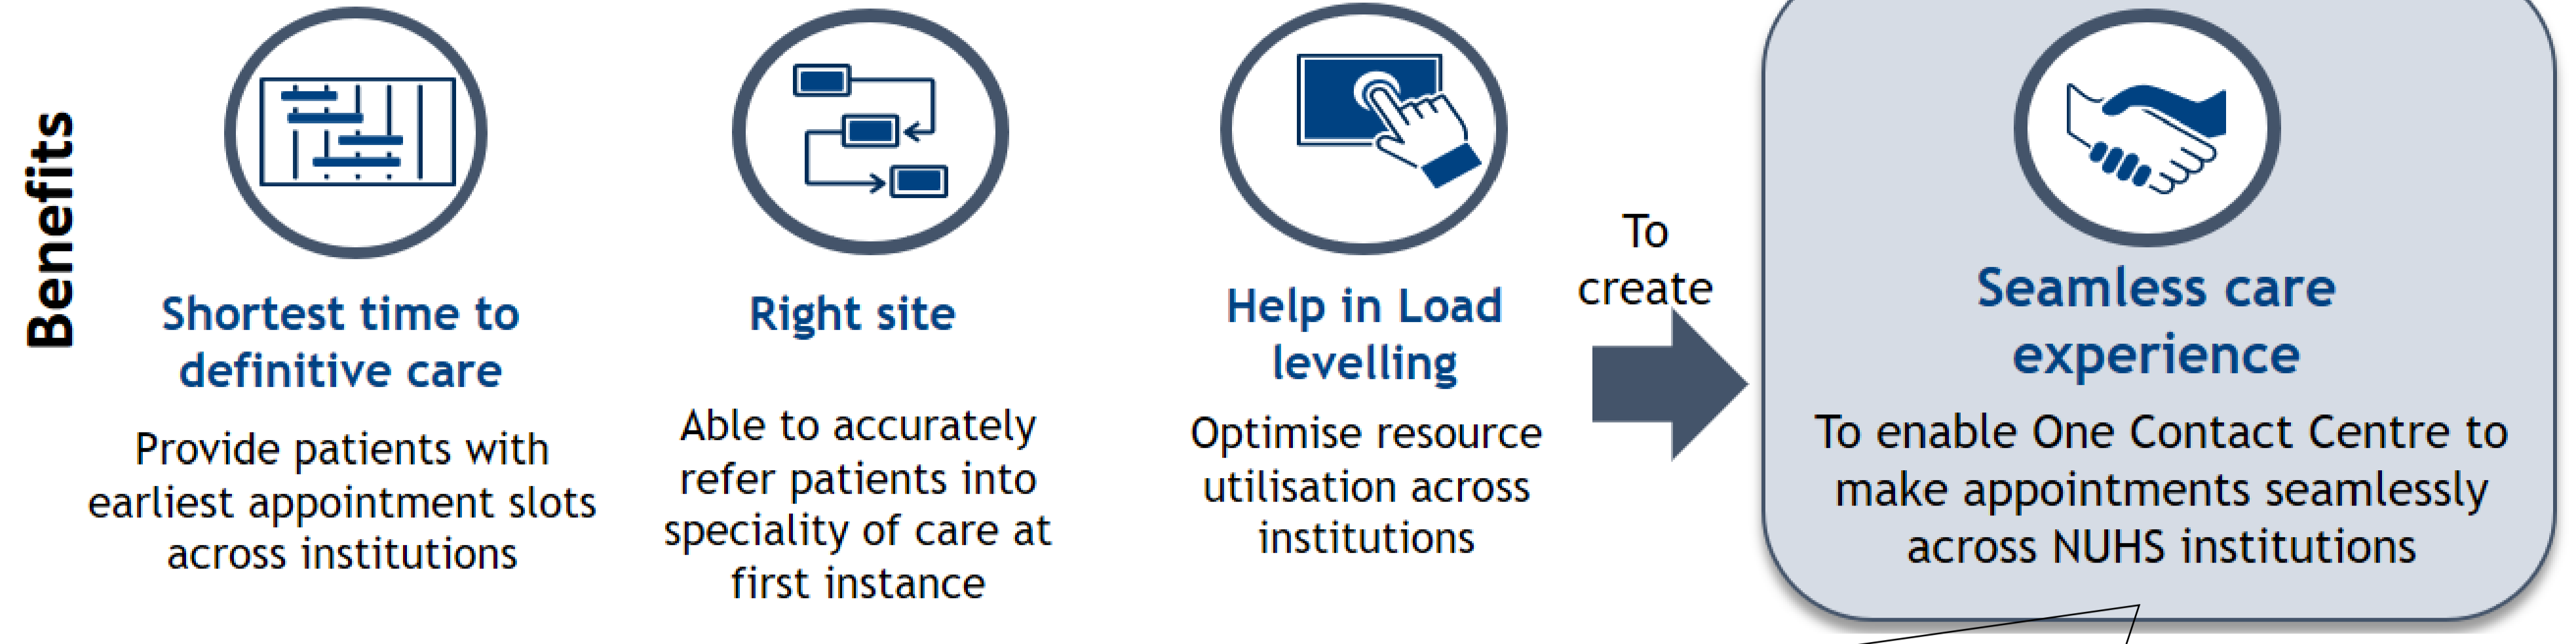 Benefits
Shortest time to
definitive care
Provide patients with
earliest appointment slots
across institutions
Right site
Able to accurately
refer patients into
speciality of care at
first instance
Help in Load
levelling
Optimise resource
utilisation across
institutions
To
create
Seamless care
experience
To enable One Contact Centre to
make appointments seamlessly
across NUHS institutions